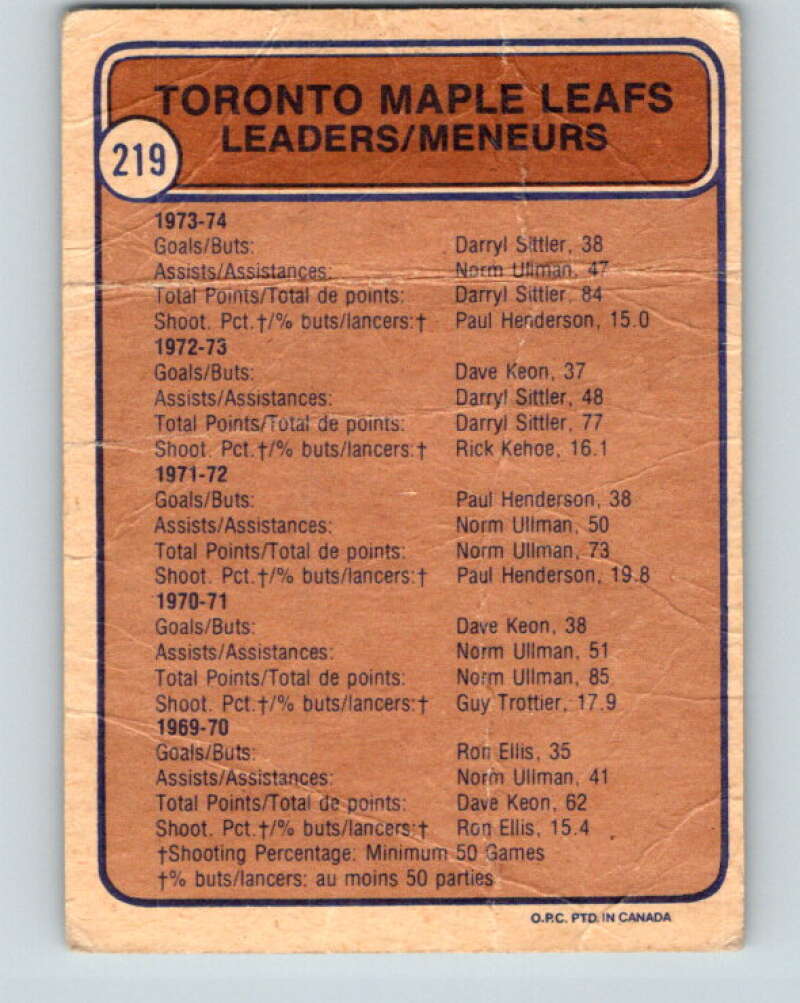 TORONTO MAPLE LEAFS
LEADERS/MENEURS
219
1973-74
Goals/Buts: Darryl Sittler, 38
Assists/Assistances: Norm Ullman, 47
Total Points/Total de points: Darryl Sittler, 84
Shoot. Pct.†/% buts/lancers:† Paul Henderson, 15.0
1972-73
Goals/Buts: Dave Keon, 37
Assists/Assistances: Darryl Sittler, 48
Total Points/Total de points: Darryl Sittler, 77
Shoot. Pct.†/% buts/lancers:† Rick Kehoe, 16.1
1971-72
Goals/Buts: Paul Henderson, 38
Assists/Assistances: Norm Ullman, 50
Total Points/Total de points: Norm Ullman, 73
Shoot. Pct.†/% buts/lancers:† Paul Henderson, 19.8
1970-71
Goals/Buts: Dave Keon, 38
Assists/Assistances: Norm Ullman, 51
Total Points/Total de points: Norm Ullman, 85
Shoot. Pct.†/% buts/lancers:† Guy Trottier, 17.9
1969-70
Goals/Buts: Ron Ellis, 35
Assists/Assistances: Norm Ullman, 41
Total Points/Total de points: Dave Keon, 62
Shoot. Pct.†/% buts/lancers:† Ron Ellis, 15.4
†Shooting Percentage: Minimum 50 Games
†% buts/lancers: au moins 50 parties
O.P.C. PTD. IN CANADA